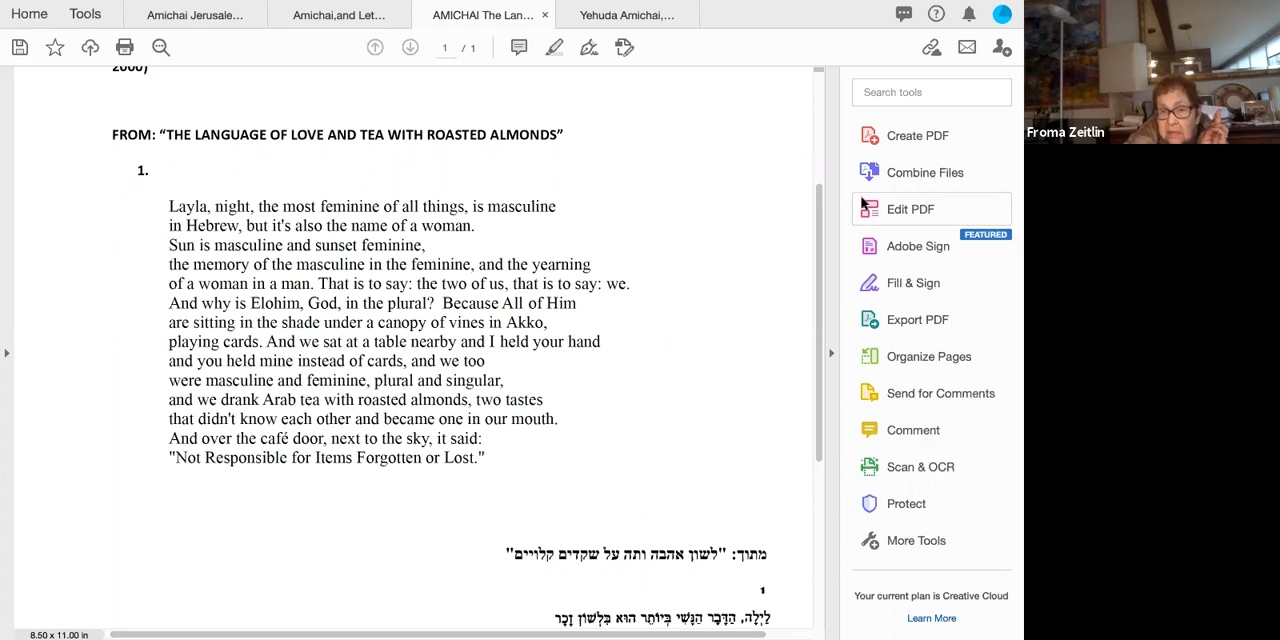 Home
Tools
Amichai Jerusale...
Amichai,and Let...
AMICHAI The Lan...
×
Yehuda Amichai,...
1 / 1
2000)
FROM: “THE LANGUAGE OF LOVE AND TEA WITH ROASTED ALMONDS”
1.
Layla, night, the most feminine of all things, is masculine
in Hebrew, but it's also the name of a woman.
Sun is masculine and sunset feminine,
the memory of the masculine in the feminine, and the yearning
of a woman in a man. That is to say: the two of us, that is to say: we.
And why is Elohim, God, in the plural? Because All of Him
are sitting in the shade under a canopy of vines in Akko,
playing cards. And we sat at a table nearby and I held your hand
and you held mine instead of cards, and we too
were masculine and feminine, plural and singular,
and we drank Arab tea with roasted almonds, two tastes
that didn't know each other and became one in our mouth.
And over the café door, next to the sky, it said:
"Not Responsible for Items Forgotten or Lost."
מתוך: "לשון אהבה ותה על שקדים קלויים"
1
לַיְלָה, הַדָּבָר הַנָּשִׁי בְּיוֹתֵר הוּא בִּלְשׁוֹן זָכָר
8.50 x 11.00 in
Search tools
Create PDF
Combine Files
Edit PDF
FEATURED
Adobe Sign
Fill & Sign
Export PDF
Organize Pages
Send for Comments
Comment
Scan & OCR
Protect
More Tools
Your current plan is Creative Cloud
Learn More
Froma Zeitlin